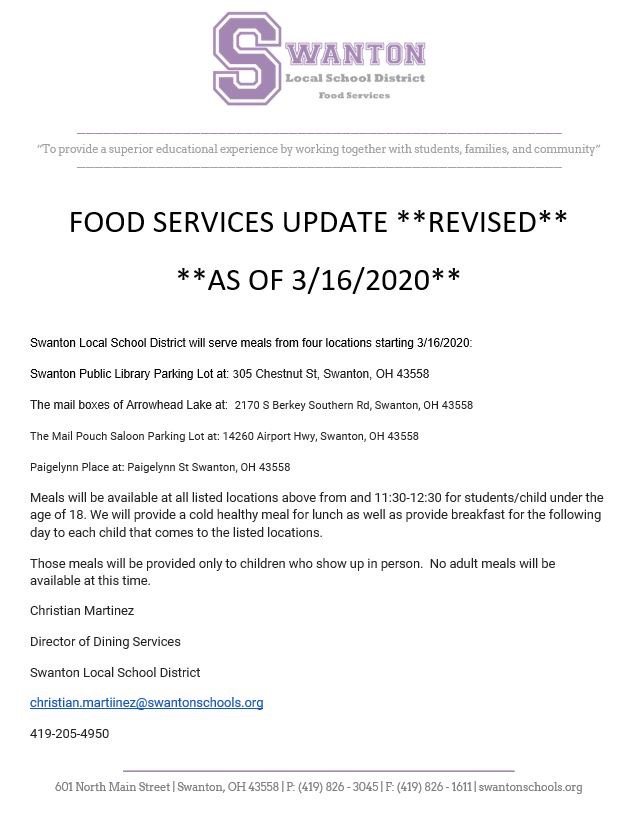 SWANTON
Local School District
Food Services
“To provide a superior educational experience by working together with students, families, and community”
FOOD SERVICES UPDATE **REVISED**
**AS OF 3/16/2020**
Swanton Local School District will serve meals from four locations starting 3/16/2020:
Swanton Public Library Parking Lot at: 305 Chestnut St, Swanton, OH 43558
The mail boxes of Arrowhead Lake at: 2170 S Berkey Southern Rd, Swanton, OH 43558
The Mail Pouch Saloon Parking Lot at: 14260 Airport Hwy, Swanton, OH 43558
Paigelynn Place at: Paigelynn St Swanton, OH 43558
Meals will be available at all listed locations above from and 11:30-12:30 for students/child under the
age of 18. We will provide a cold healthy meal for lunch as well as provide breakfast for the following
day to each child that comes to the listed locations.
Those meals will be provided only to children who show up in person. No adult meals will be
available at this time.
Christian Martinez
Director of Dining Services
Swanton Local School District
christian.martiinez@swantonschools.org
419-205-4950
601 North Main Street | Swanton, OH 43558 | P: (419) 826 - 3045 | F: (419) 826 - 1611 | swantonschools.org